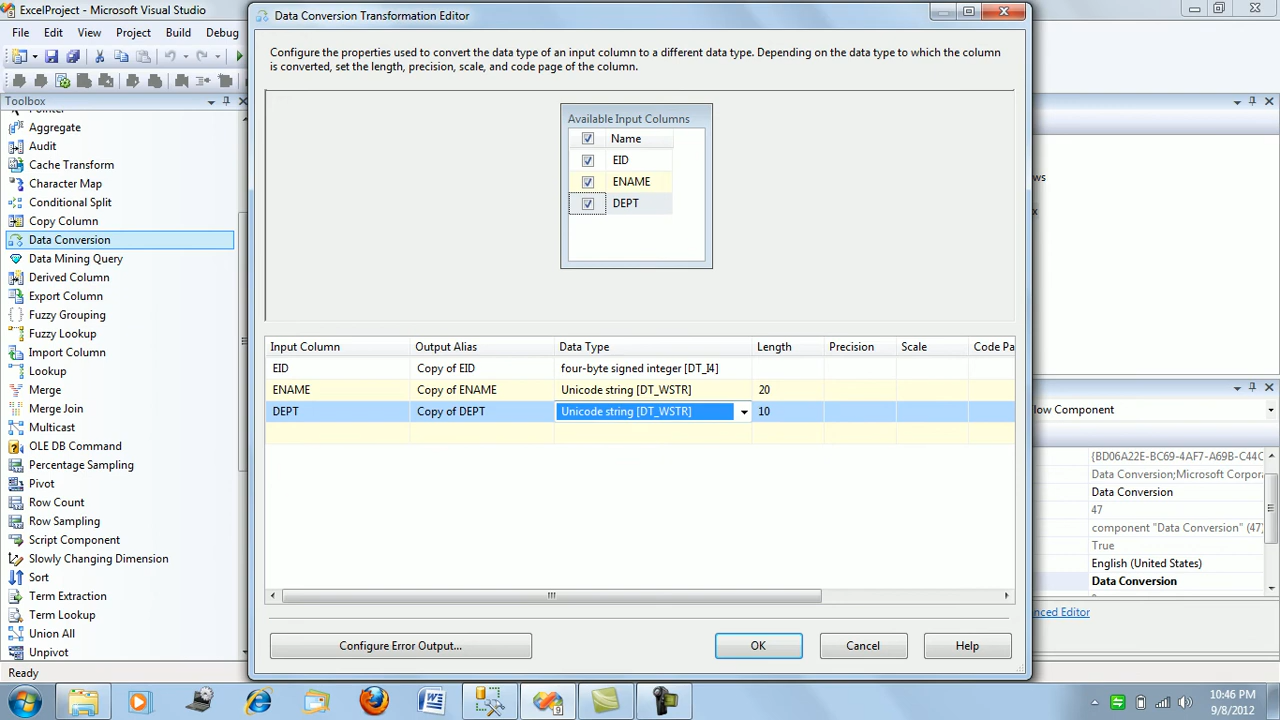 ExcelProject - Microsoft Visual Studio
File Edit View Project Build Debug
Toolbox
Pointer
Aggregate
Audit
Cache Transform
Character Map
Conditional Split
Copy Column
Data Conversion
Data Mining Query
Derived Column
Export Column
Fuzzy Grouping
Fuzzy Lookup
Import Column
Lookup
Merge
Merge Join
Multicast
OLE DB Command
Percentage Sampling
Pivot
Row Count
Row Sampling
Script Component
Slowly Changing Dimension
Sort
Term Extraction
Term Lookup
Union All
Unpivot
Ready
Data Conversion Transformation Editor
Configure the properties used to convert the data type of an input column to a different data type. Depending on the data type to which the column
is converted, set the length, precision, scale, and code page of the column.
Available Input Columns
Name
EID
ENAME
DEPT
Input Column Output Alias Data Type Length Precision Scale Code Pa
EID Copy of EID four-byte signed integer [DT_I4]
ENAME Copy of ENAME Unicode string [DT_WSTR] 20
DEPT Copy of DEPT Unicode string [DT_WSTR] 10
Configure Error Output... OK Cancel Help
ws
x
low Component
{BD06A22E-BC69-4AF7-A69B-C44C
Data Conversion;Microsoft Corpora
Data Conversion
47
component "Data Conversion" (47)
True
English (United States)
Data Conversion
nced Editor
10:46 PM
9/8/2012